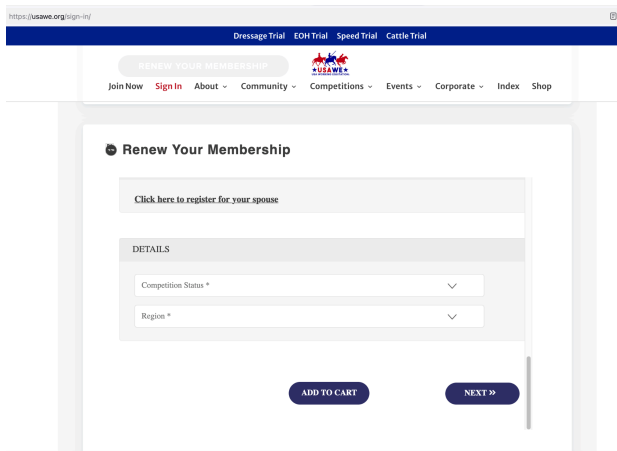 https://usawe.org/sign-in/
Dressage Trial EOH Trial Speed Trial Cattle Trial
RENEW YOUR MEMBERSHIP
USAWE
Join Now Sign In About Community Competitions Events Corporate Index Shop
Renew Your Membership
Click here to register for your spouse
DETAILS
Competition Status *
Region *
ADD TO CART NEXT »